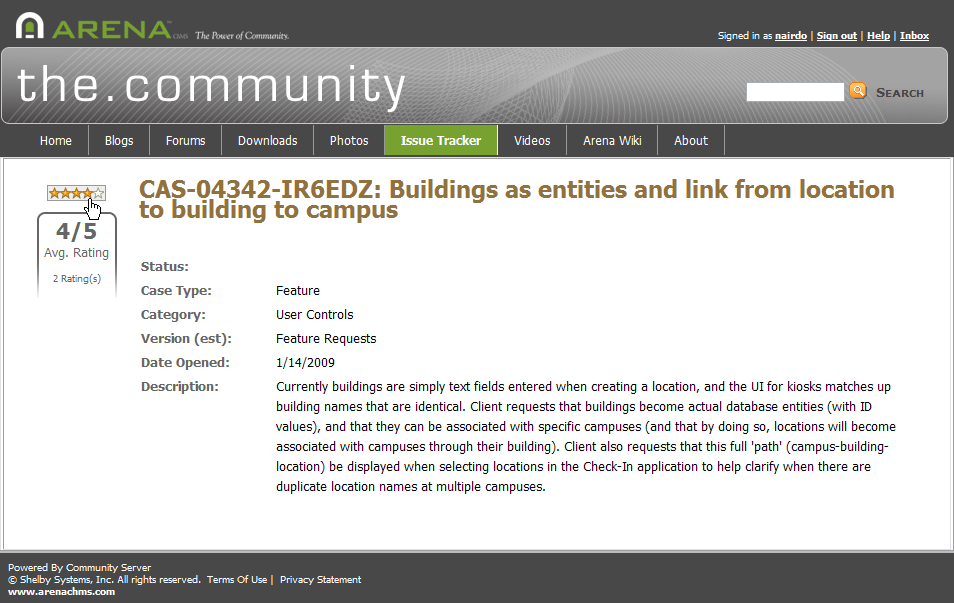 ARENA CMS The Power of Community.
Signed in as nairdo | Sign out | Help | Inbox
the.community
SEARCH
Home Blogs Forums Downloads Photos Issue Tracker Videos Arena Wiki About
CAS-04342-IR6EDZ: Buildings as entities and link from location
to building to campus
4/5
Avg. Rating
2 Rating(s)
Status:
Case Type: Feature
Category: User Controls
Version (est): Feature Requests
Date Opened: 1/14/2009
Description: Currently buildings are simply text fields entered when creating a location, and the UI for kiosks matches up
building names that are identical. Client requests that buildings become actual database entities (with ID
values), and that they can be associated with specific campuses (and that by doing so, locations will become
associated with campuses through their building). Client also requests that this full 'path' (campus-building-
location) be displayed when selecting locations in the Check-In application to help clarify when there are
duplicate location names at multiple campuses.
Powered By Community Server
© Shelby Systems, Inc. All rights reserved. Terms Of Use | Privacy Statement
www.arenachms.com